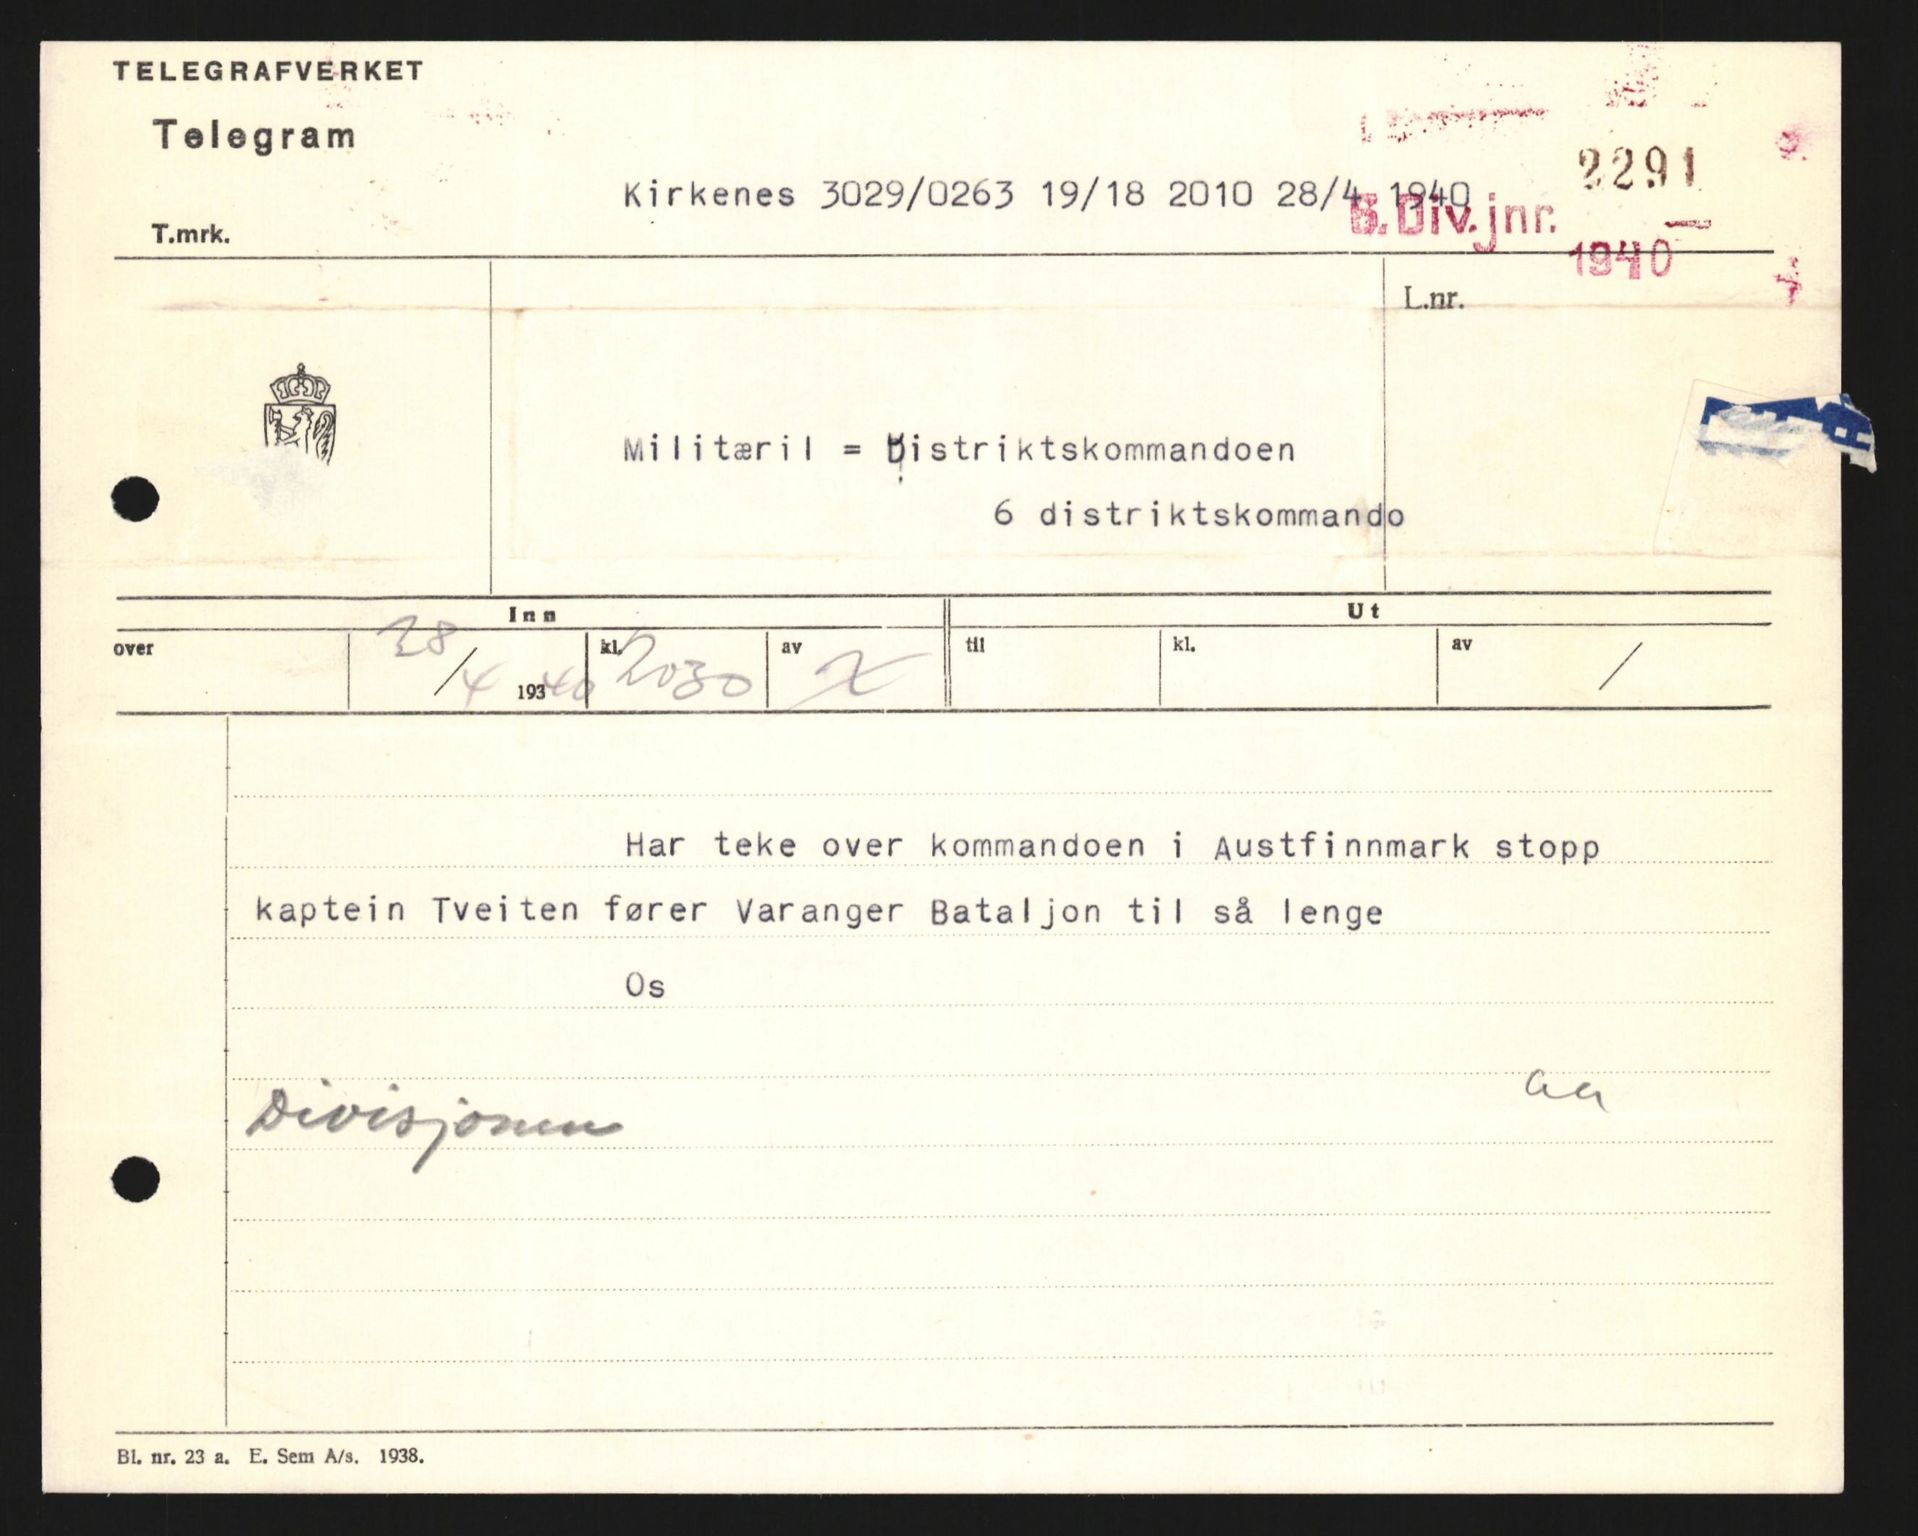 TELEGRAFVERKET
Telegram
2291
Kirkenes 3029/0263 19/18 2010 28/4 1940
6. Div. jnr.
T.mrk.
1940
L.nr.
Militæril = Distriktskommandoen
6 distriktskommando
Inn
Ut
over 28/4 1940 kl. 2030 av til kl. av /
Har teke over kommandoen i Austfinnmark stopp
kaptein Tveiten fører Varanger Bataljon til så lenge
Os
aa
Divisjonen
Bl. nr. 23 a. E. Sem A/s. 1938.